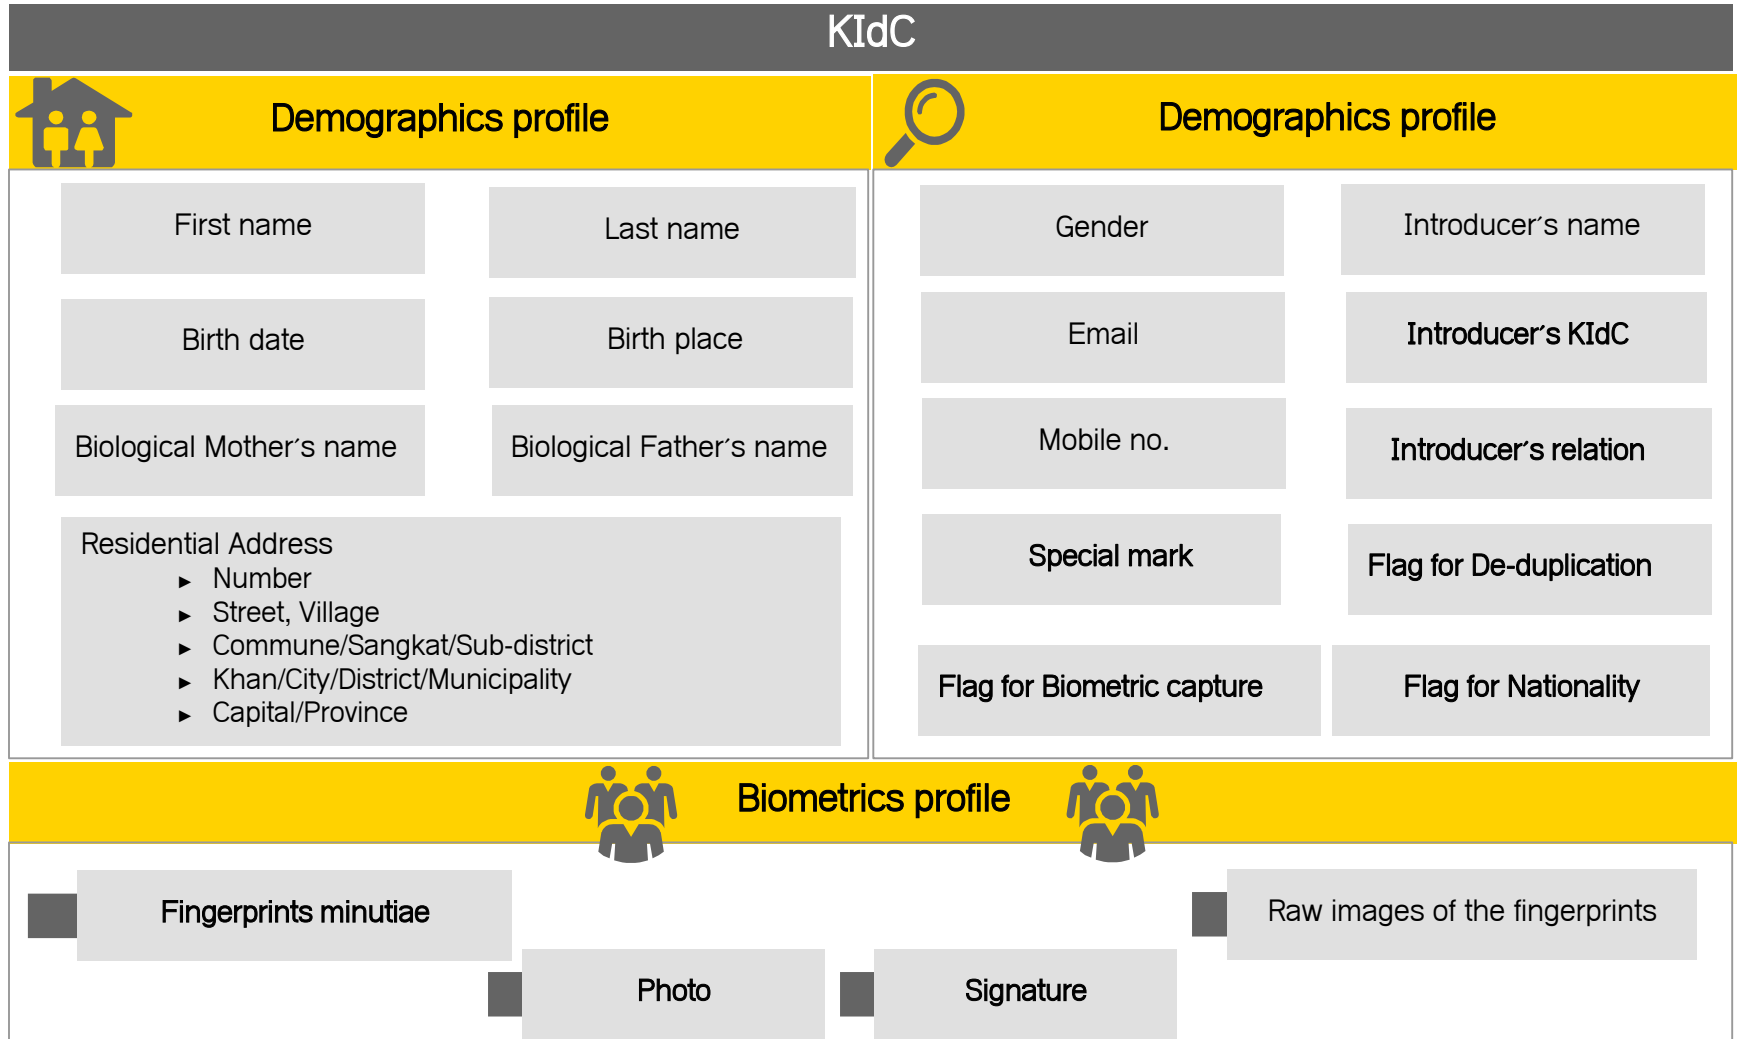 KIdC
Demographics profile
First name
Last name
Birth date
Birth place
Biological Mother´s name
Biological Father´s name
Residential Address
► Number
► Street, Village
► Commune/Sangkat/Sub-district
► Khan/City/District/Municipality
► Capital/Province
Demographics profile
Gender
Introducer´s name
Email
Introducer´s KIdC
Mobile no.
Introducer´s relation
Special mark
Flag for De-duplication
Flag for Biometric capture
Flag for Nationality
Biometrics profile
Fingerprints minutiae
Photo
Signature
Raw images of the fingerprints